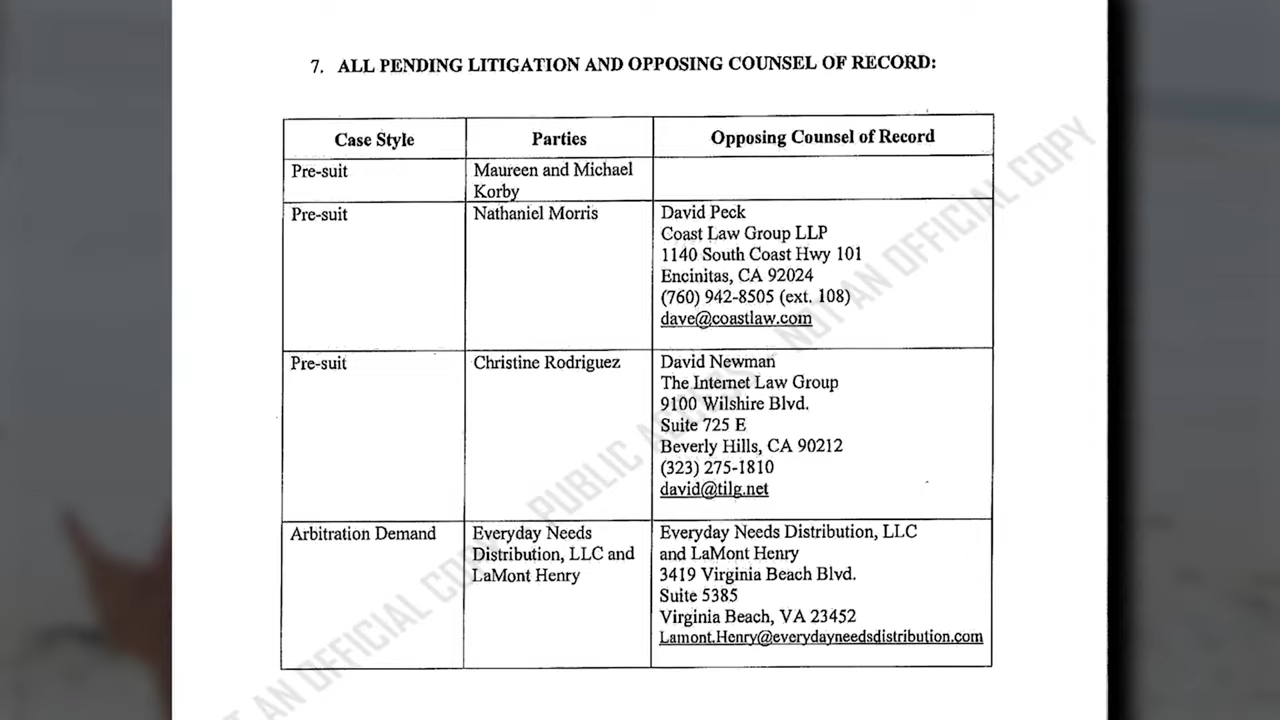 7. ALL PENDING LITIGATION AND OPPOSING COUNSEL OF RECORD:
Case Style
Parties
Opposing Counsel of Record
Pre-suit
Maureen and Michael
Korby
Pre-suit
Nathaniel Morris
David Peck
Coast Law Group LLP
1140 South Coast Hwy 101
Encinitas, CA 92024
(760) 942-8505 (ext. 108)
dave@coastlaw.com
Pre-suit
Christine Rodriguez
David Newman
The Internet Law Group
9100 Wilshire Blvd.
Suite 725 E
Beverly Hills, CA 90212
(323) 275-1810
david@tilg.net
Arbitration Demand
Everyday Needs
Distribution, LLC and
LaMont Henry
Everyday Needs Distribution, LLC
and LaMont Henry
3419 Virginia Beach Blvd.
Suite 5385
Virginia Beach, VA 23452
Lamont.Henry@everydayneedsdistribution.com
NOT AN OFFICIAL COPY - PUBLIC ACCESS - NOT AN OFFICIAL COPY